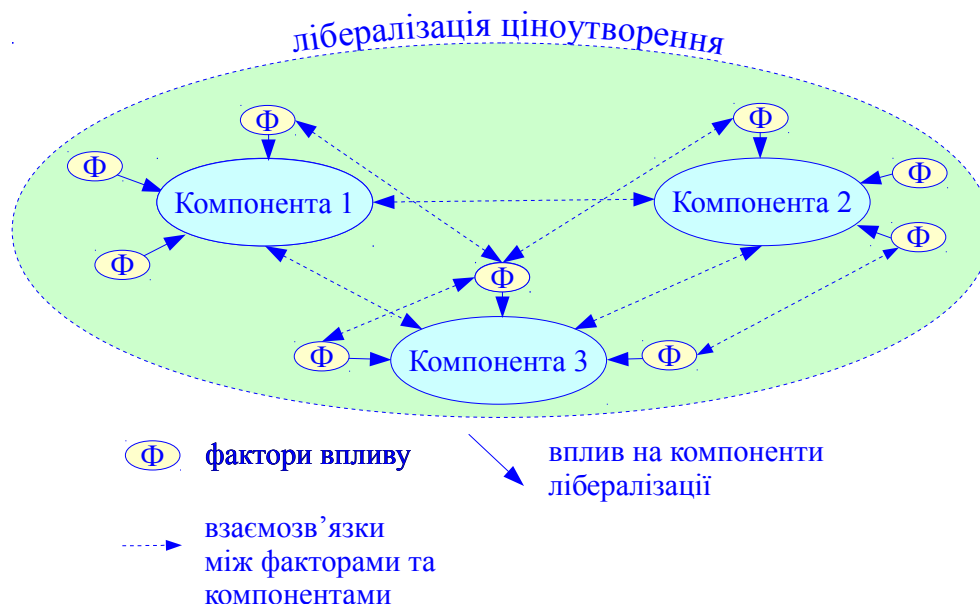 лібералізація ціноутворення
Ф
Ф
Ф
Ф
Ф
Компонента 1
Компонента 2
Ф
Ф
Ф
Ф
Компонента 3
Ф
Ф
фактори впливу
вплив на компоненти
лібералізації
взаємозв’язки
між факторами та
компонентами